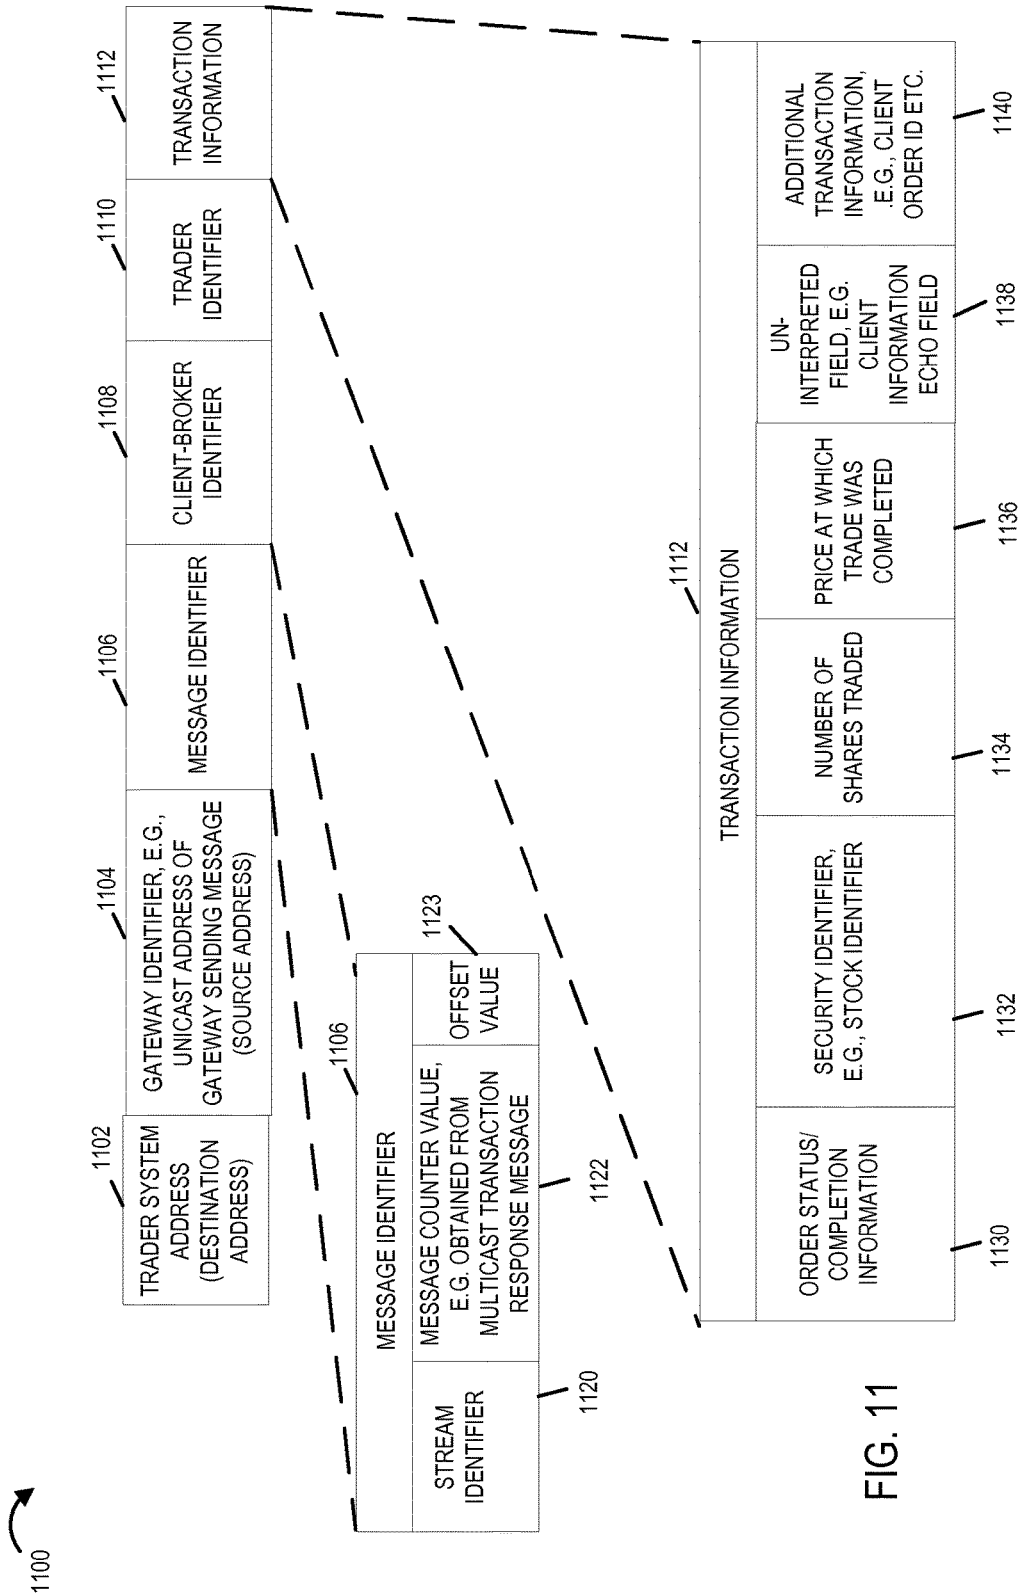 1100
1102
1104
1106
1108
1110
1112
TRADER SYSTEM
ADDRESS
(DESTINATION
ADDRESS)
GATEWAY IDENTIFIER, E.G.,
UNICAST ADDRESS OF
GATEWAY SENDING MESSAGE
(SOURCE ADDRESS)
MESSAGE IDENTIFIER
CLIENT-BROKER
IDENTIFIER
TRADER
IDENTIFIER
TRANSACTION
INFORMATION
1106
MESSAGE IDENTIFIER
STREAM
IDENTIFIER
MESSAGE COUNTER VALUE,
E.G. OBTAINED FROM
MULTICAST TRANSACTION
RESPONSE MESSAGE
OFFSET
VALUE
1123
1120
1122
1112
TRANSACTION INFORMATION
ORDER STATUS/
COMPLETION
INFORMATION
SECURITY IDENTIFIER,
E.G., STOCK IDENTIFIER
NUMBER OF
SHARES TRADED
PRICE AT WHICH
TRADE WAS
COMPLETED
UN-
INTERPRETED
FIELD, E.G.
CLIENT
INFORMATION
ECHO FIELD
ADDITIONAL
TRANSACTION
INFORMATION,
.E.G., CLIENT
ORDER ID ETC.
1130
1132
1134
1136
1138
1140
FIG. 11